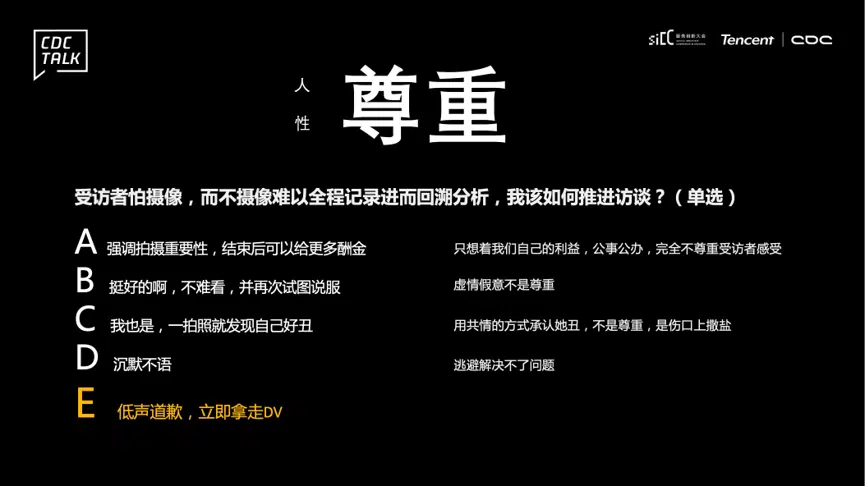 CDC
TALK
SiCC
Tencent | CDC
人性
尊重
受访者怕摄像，而不摄像难以全程记录进而回溯分析，我该如何推进访谈？（单选）
A 强调拍摄重要性，结束后可以给更多酬金
只想着我们自己的利益，公事公办，完全不尊重受访者感受
B 挺好的啊，不难看，并再次试图说服
虚情假意不是尊重
C 我也是，一拍照就发现自己好丑
用共情的方式承认她丑，不是尊重，是伤口上撒盐
D 沉默不语
逃避解决不了问题
E 低声道歉，立即拿走DV